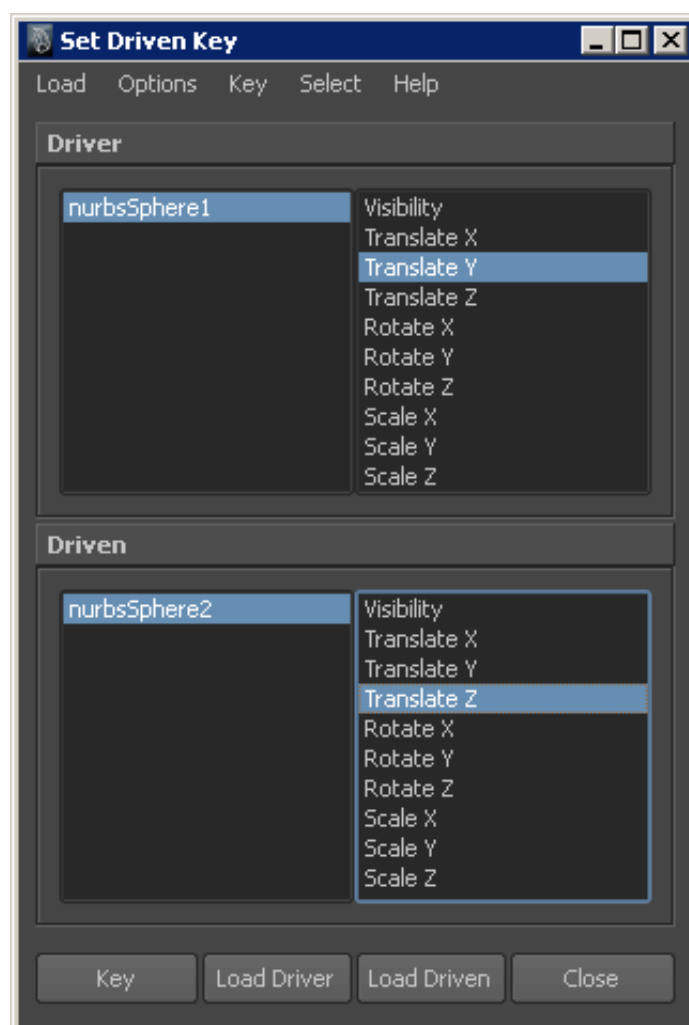 Set Driven Key
Load Options Key Select Help
Driver
nurbsSphere1 Visibility
Translate X
Translate Y
Translate Z
Rotate X
Rotate Y
Rotate Z
Scale X
Scale Y
Scale Z
Driven
nurbsSphere2 Visibility
Translate X
Translate Y
Translate Z
Rotate X
Rotate Y
Rotate Z
Scale X
Scale Y
Scale Z
Key Load Driver Load Driven Close